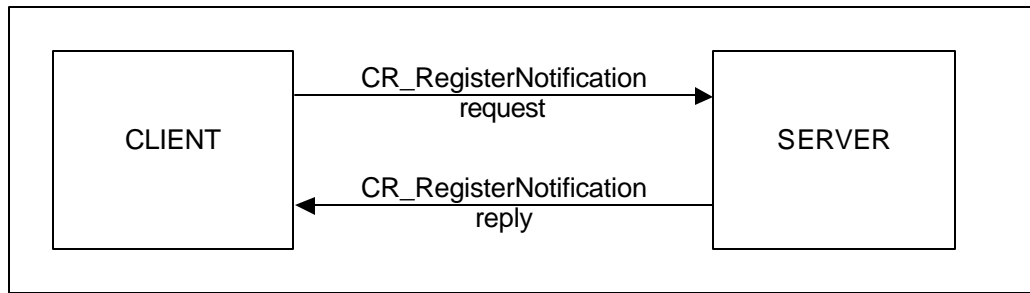 CR_RegisterNotification
request
CLIENT
SERVER
CR_RegisterNotification
reply